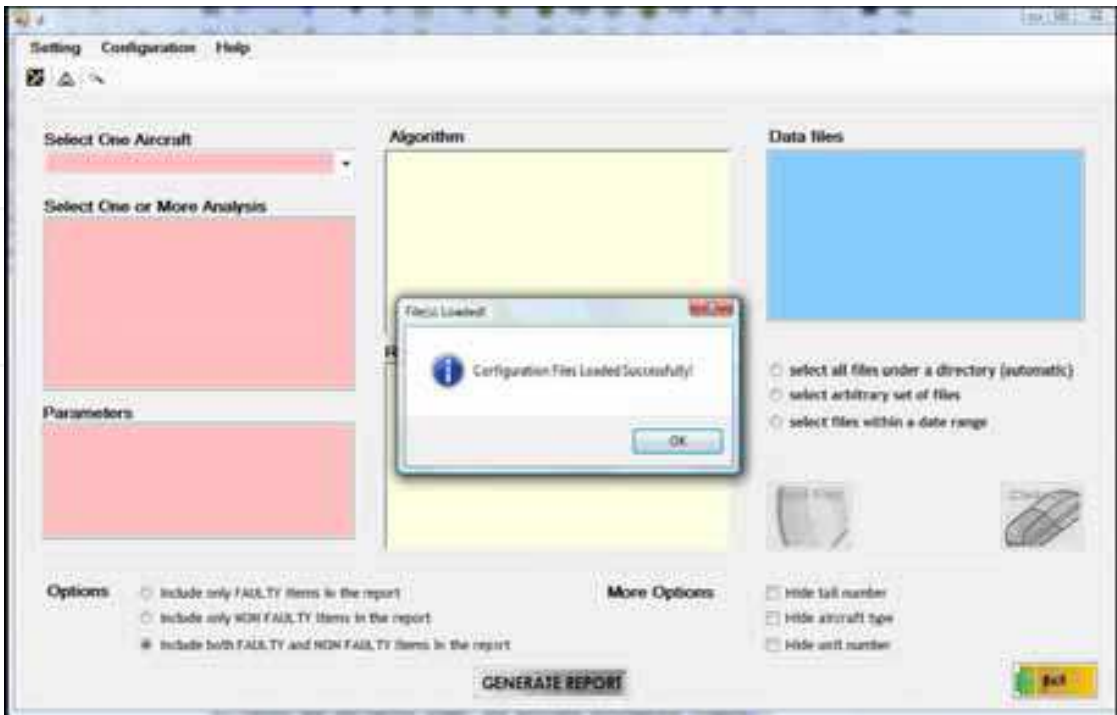 Setting Configuration Help
Select One Aircraft
Algorithm
Data files
Select One or More Analysis
File(s) Loaded!
Configuration Files Loaded Successfully!
OK
select all files under a directory (automatic)
select arbitrary set of files
select files within a date range
Parameters
Options
Include only FAULTY items in the report
Include only NON FAULTY items in the report
Include both FAULTY and NON FAULTY items in the report
More Options
Hide tail number
Hide aircraft type
Hide unit number
GENERATE REPORT
Exit